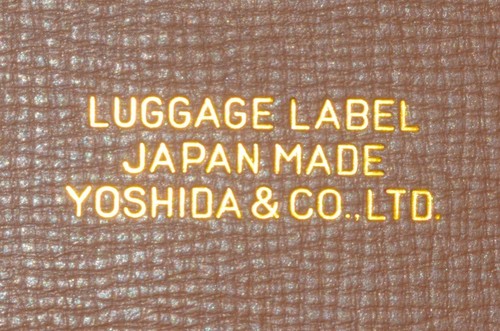 LUGGAGE LABEL
JAPAN MADE
YOSHIDA & CO., LTD.